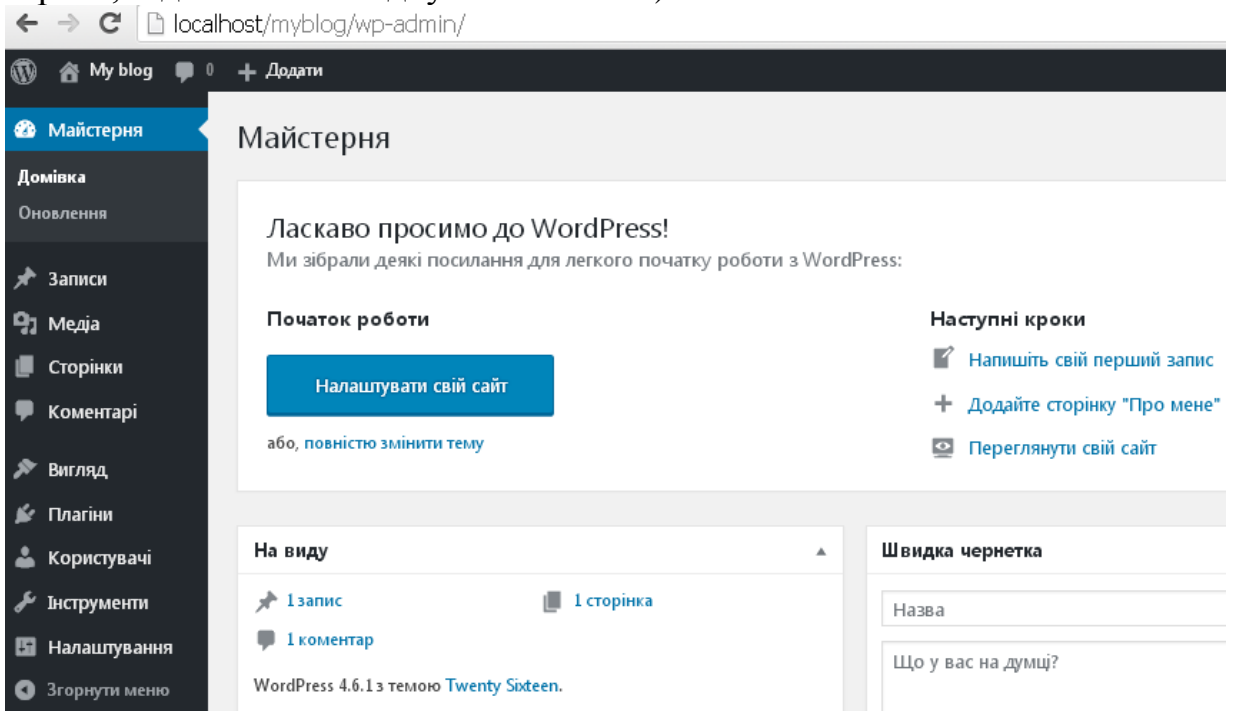 localhost/myblog/wp-admin/
My blog 0 Додати
Майстерня
Домівка
Оновлення
Записи
Медіа
Сторінки
Коментарі
Вигляд
Плагіни
Користувачі
Інструменти
Налаштування
Згорнути меню
Майстерня
Ласкаво просимо до WordPress!
Ми зібрали деякі посилання для легкого початку роботи з WordPress:
Початок роботи
Налаштувати свій сайт
або, повністю змінити тему
Наступні кроки
Напишіть свій перший запис
Додайте сторінку "Про мене"
Переглянути свій сайт
На виду
1 запис
1 сторінка
1 коментар
WordPress 4.6.1 з темою Twenty Sixteen.
Швидка чернетка
Назва
Що у вас на думці?